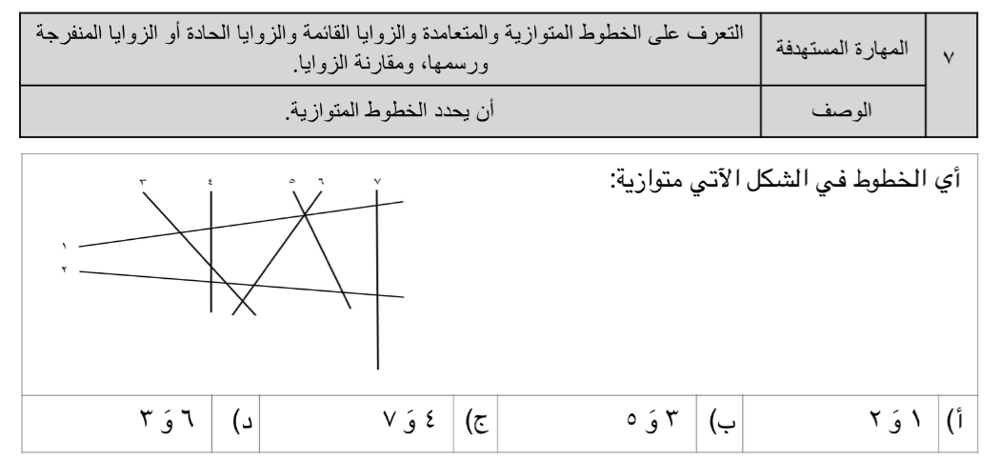 ٧
المهارة المستهدفة
التعرف على الخطوط المتوازية والمتعامدة والزوايا القائمة والزوايا الحادة أو الزوايا المنفرجة
ورسمها، ومقارنة الزوايا.
الوصف
أن يحدد الخطوط المتوازية.
أي الخطوط في الشكل الآتي متوازية:
٣ ٤ ٥ ٦ ٧
١
٢
أ) ١ وَ ٢ ب) ٣ وَ ٥ ج) ٤ وَ ٧ د) ٦ وَ ٣